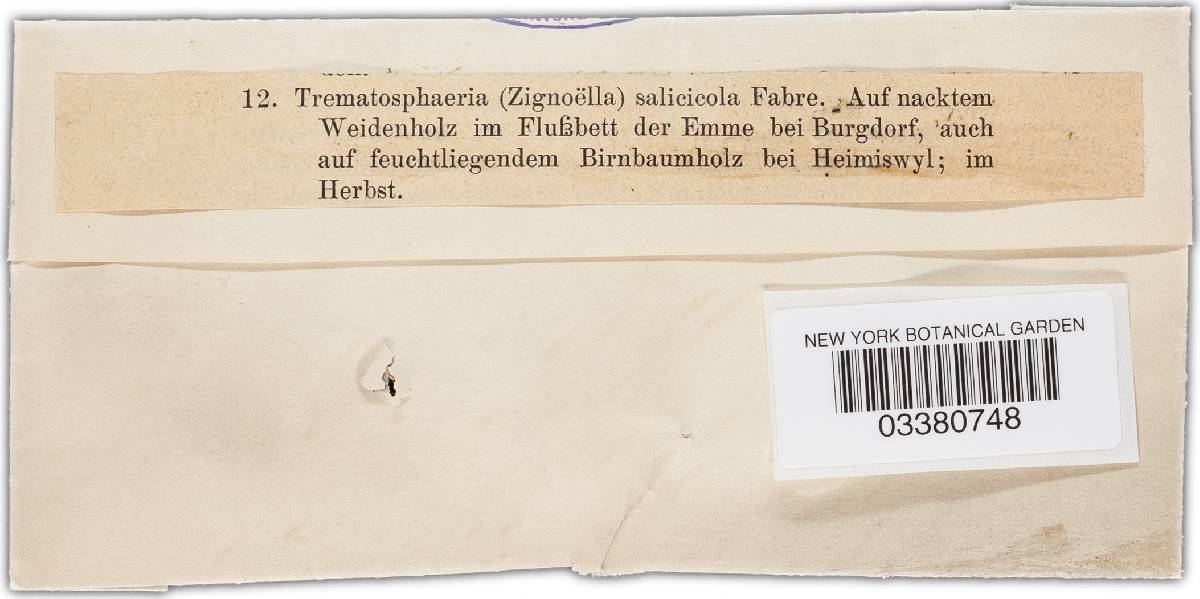 12. Trematosphaeria (Zignoëlla) salicicola Fabre. Auf nacktem
Weidenholz im Flußbett der Emme bei Burgdorf, auch
auf feuchtliegendem Birnbaumholz bei Heimiswyl; im
Herbst.
NEW YORK BOTANICAL GARDEN
03380748